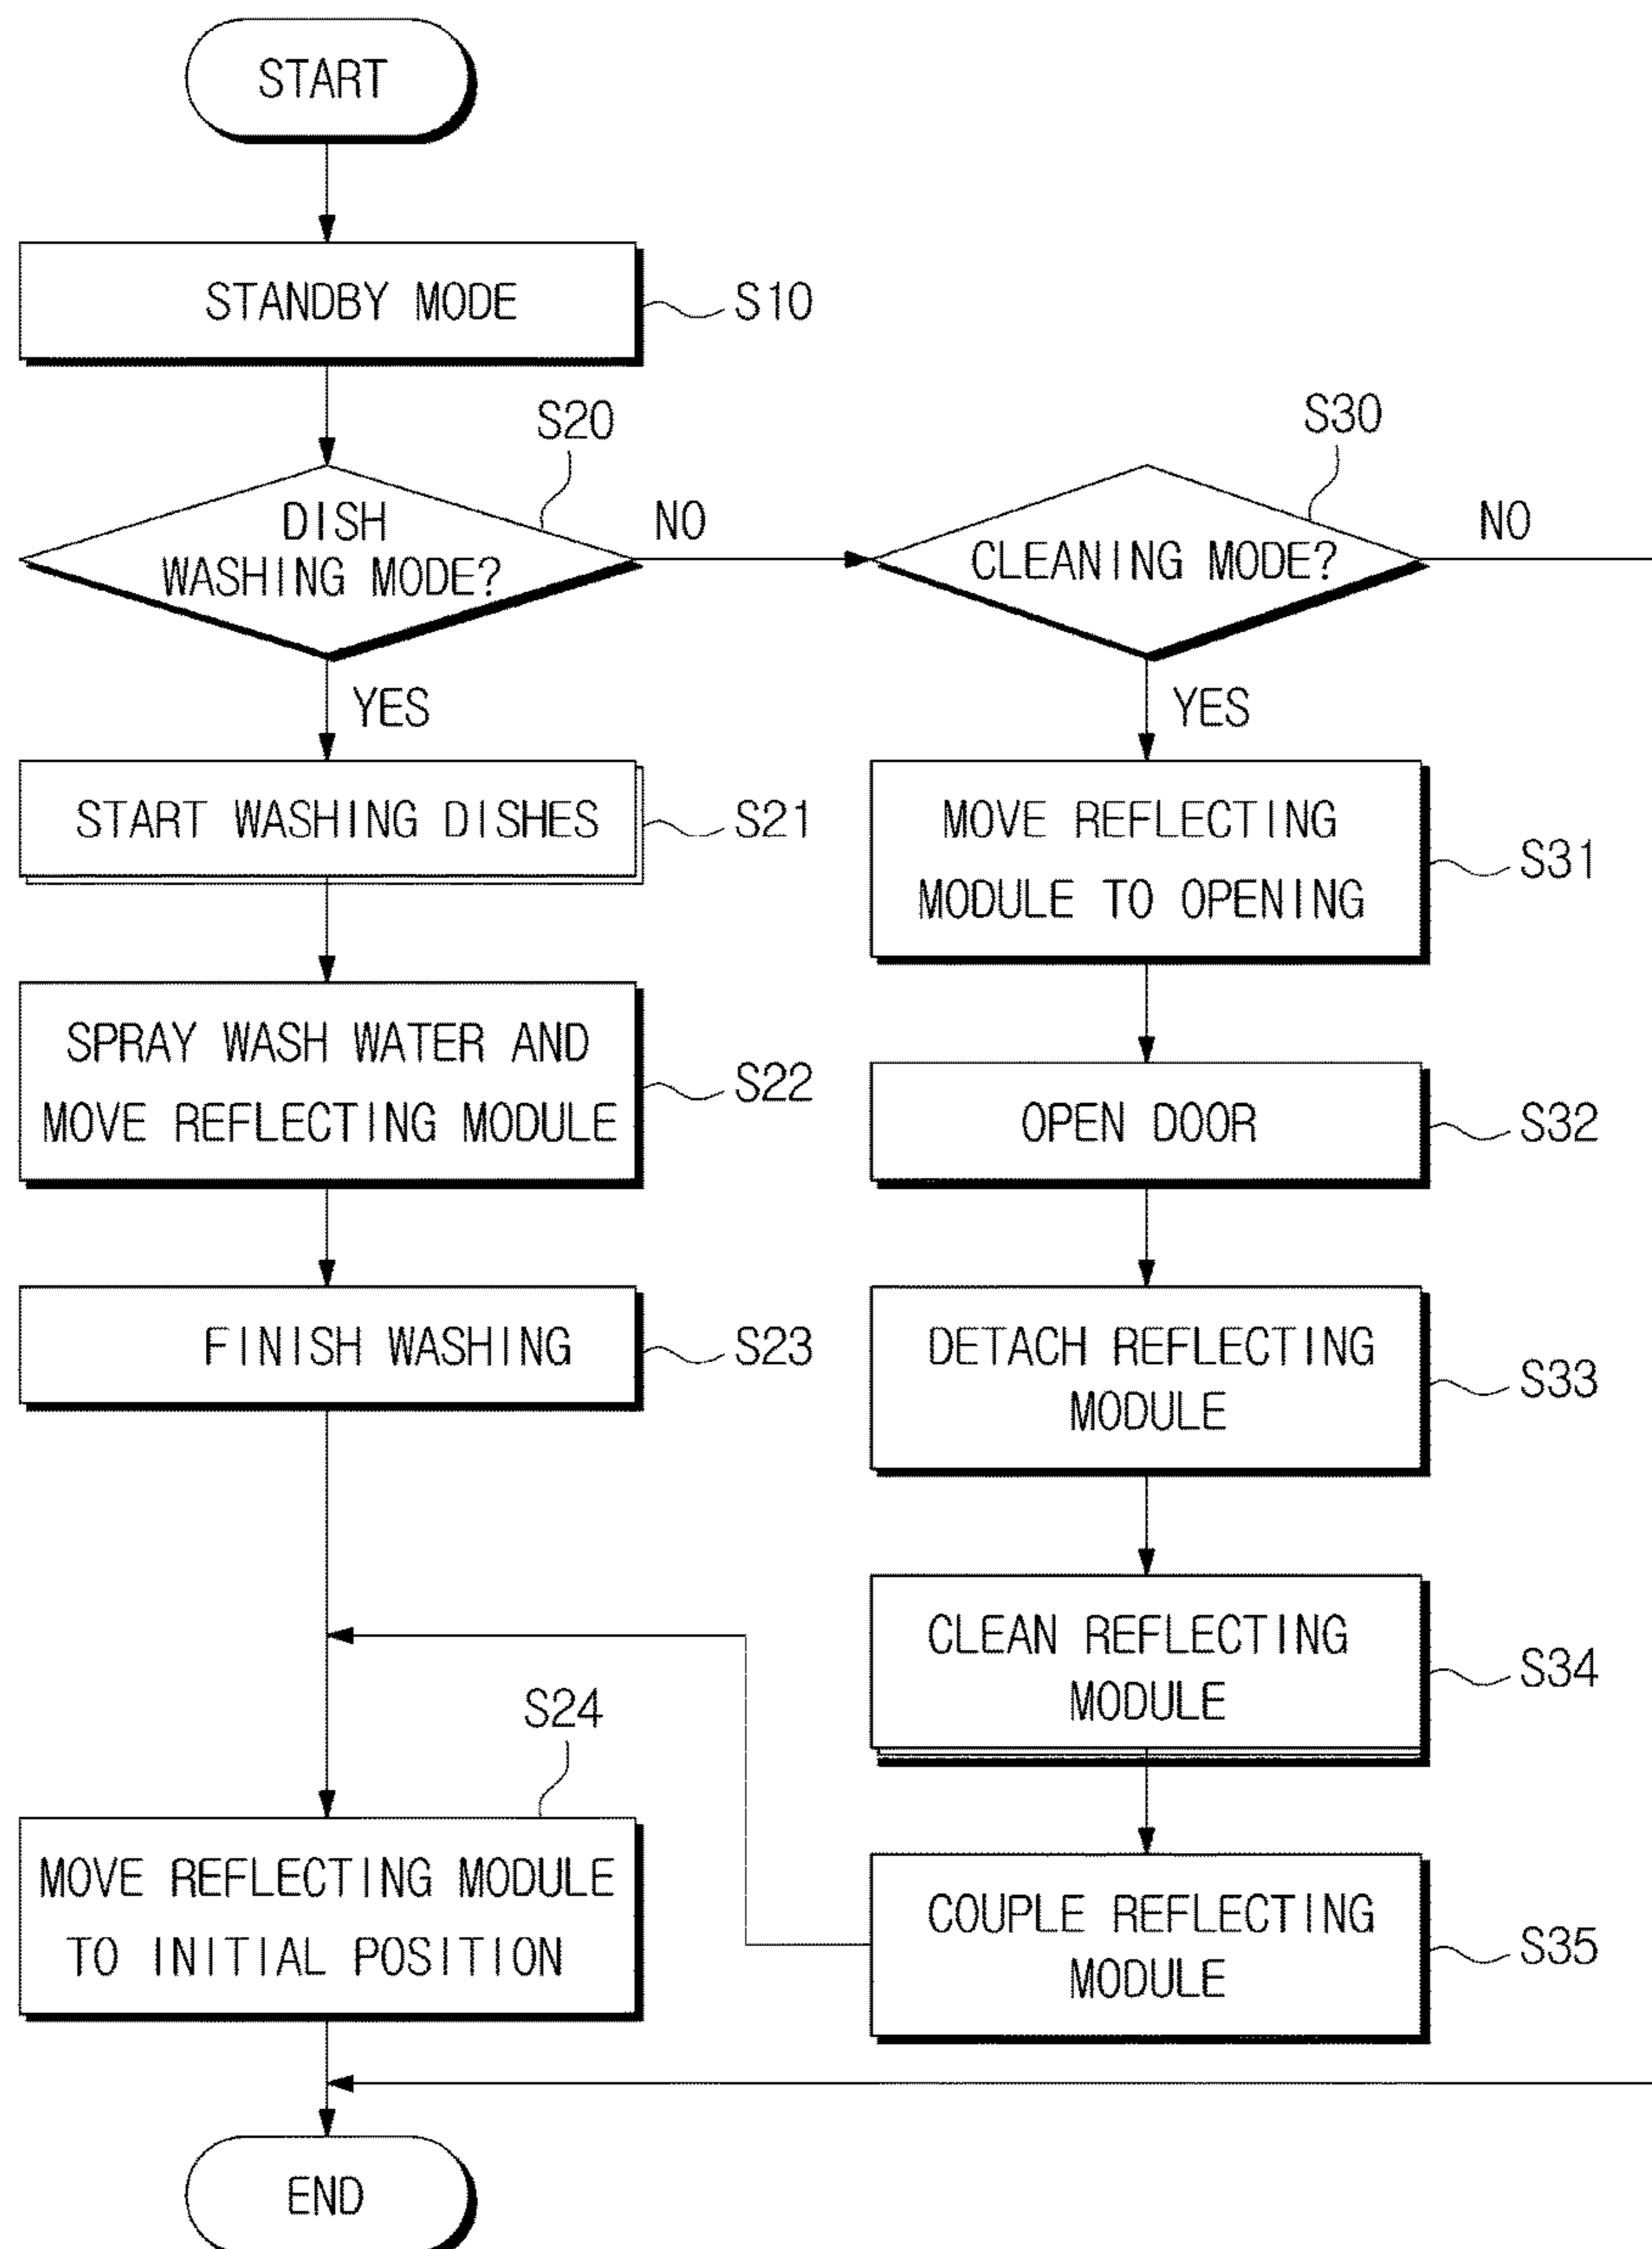 START
STANDBY MODE
S10
S20
DISH
WASHING MODE?
NO
YES
S30
CLEANING MODE?
NO
YES
START WASHING DISHES
S21
SPRAY WASH WATER AND
MOVE REFLECTING MODULE
S22
FINISH WASHING
S23
S24
MOVE REFLECTING MODULE
TO INITIAL POSITION
MOVE REFLECTING
MODULE TO OPENING
S31
OPEN DOOR
S32
DETACH REFLECTING
MODULE
S33
CLEAN REFLECTING
MODULE
S34
COUPLE REFLECTING
MODULE
S35
END